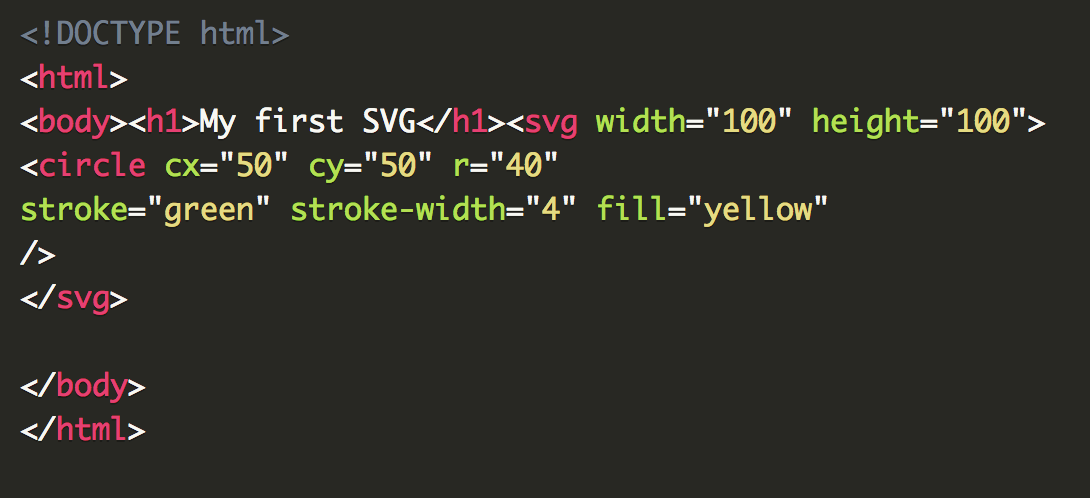 <!DOCTYPE html>
<html>
<body><h1>My first SVG</h1><svg width="100" height="100">
<circle cx="50" cy="50" r="40"
stroke="green" stroke-width="4" fill="yellow"
/>
</svg>
</body>
</html>